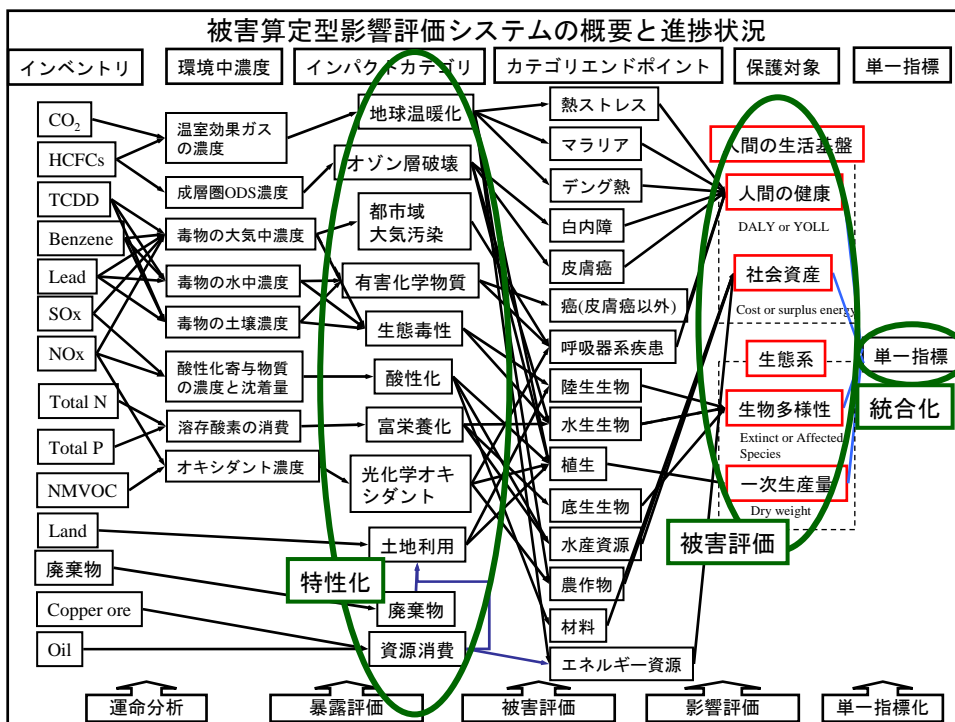 被害算定型影響評価システムの概要と進捗状況
インベントリ
環境中濃度
インパクトカテゴリ
カテゴリエンドポイント
保護対象
単一指標
CO2
HCFCs
TCDD
Benzene
Lead
SOx
NOx
Total N
Total P
NMVOC
Land
廃棄物
Copper ore
Oil
温室効果ガス
の濃度
成層圏ODS濃度
毒物の大気中濃度
毒物の水中濃度
毒物の土壌濃度
酸性化寄与物質
の濃度と沈着量
溶存酸素の消費
オキシダント濃度
地球温暖化
オゾン層破壊
都市域
大気汚染
有害化学物質
生態毒性
酸性化
富栄養化
光化学オキ
シダント
土地利用
廃棄物
資源消費
特性化
熱ストレス
マラリア
デング熱
白内障
皮膚癌
癌(皮膚癌以外)
呼吸器系疾患
陸生生物
水生生物
植生
底生生物
水産資源
農作物
材料
エネルギー資源
人間の生活基盤
人間の健康
DALY or YOLL
社会資産
Cost or surplus energy
生態系
生物多様性
Extinct or Affected
Species
一次生産量
Dry weight
被害評価
単一指標
統合化
運命分析
暴露評価
被害評価
影響評価
単一指標化